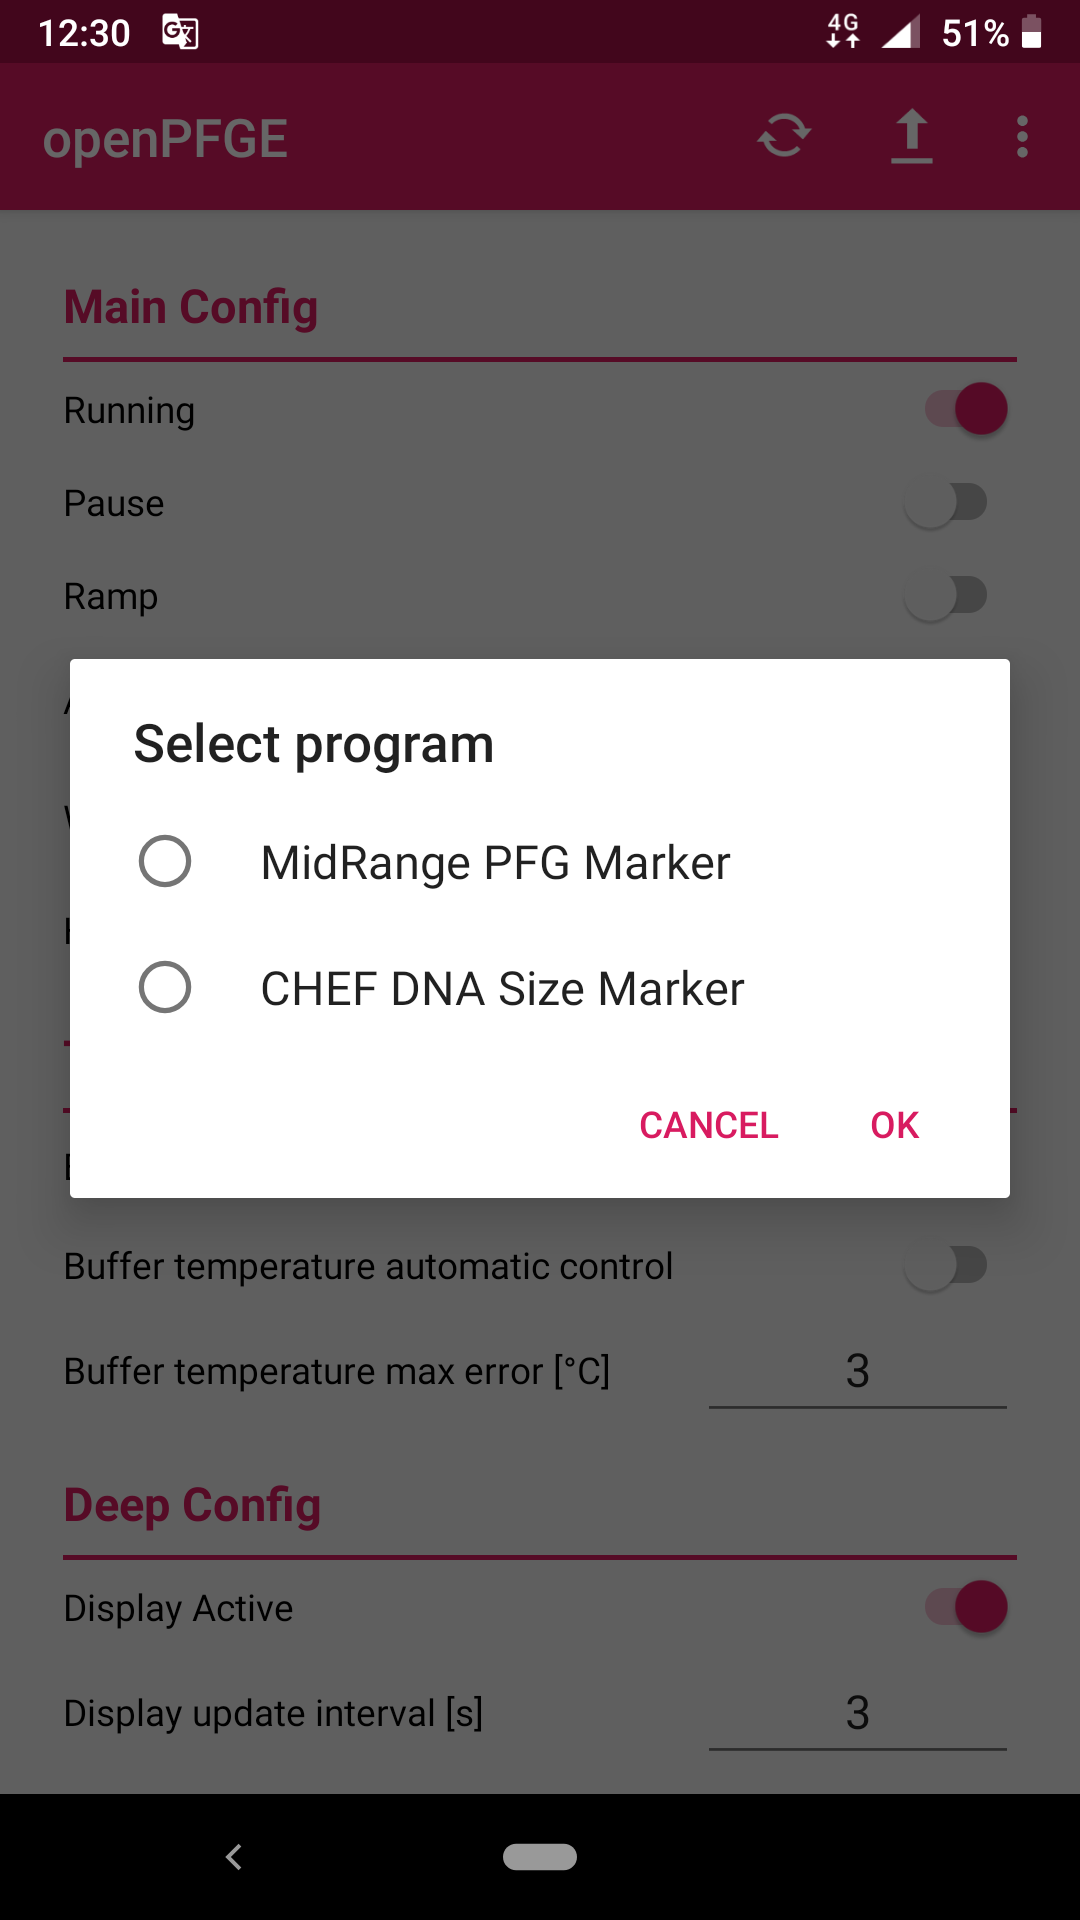 12:30
4G
51%
openPFGE
Main Config
Running
Pause
Ramp
Select program
MidRange PFG Marker
CHEF DNA Size Marker
CANCEL OK
Buffer temperature automatic control
Buffer temperature max error [°C] 3
Deep Config
Display Active
Display update interval [s] 3